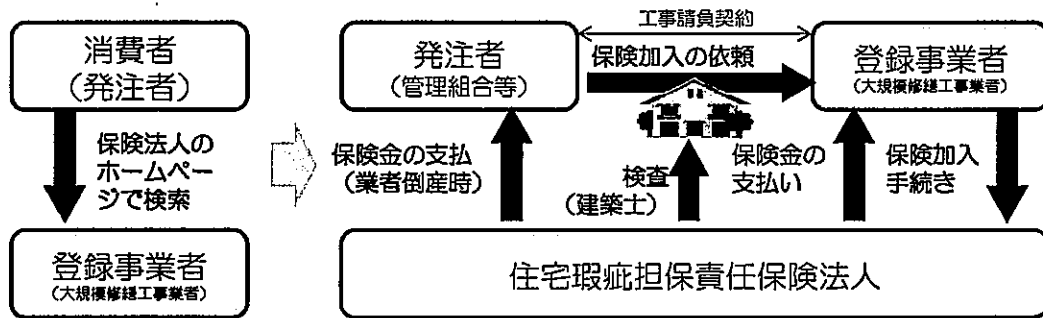 消費者
（発注者）
保険法人の
ホームペー
ジで検索
登録事業者
（大規模修繕工事業者）
工事請負契約
発注者
（管理組合等）
保険加入の依頼
登録事業者
（大規模修繕工事業者）
保険金の支払
（業者倒産時）
検査
（建築士）
保険金の
支払い
保険加入
手続き
住宅瑕疵担保責任保険法人